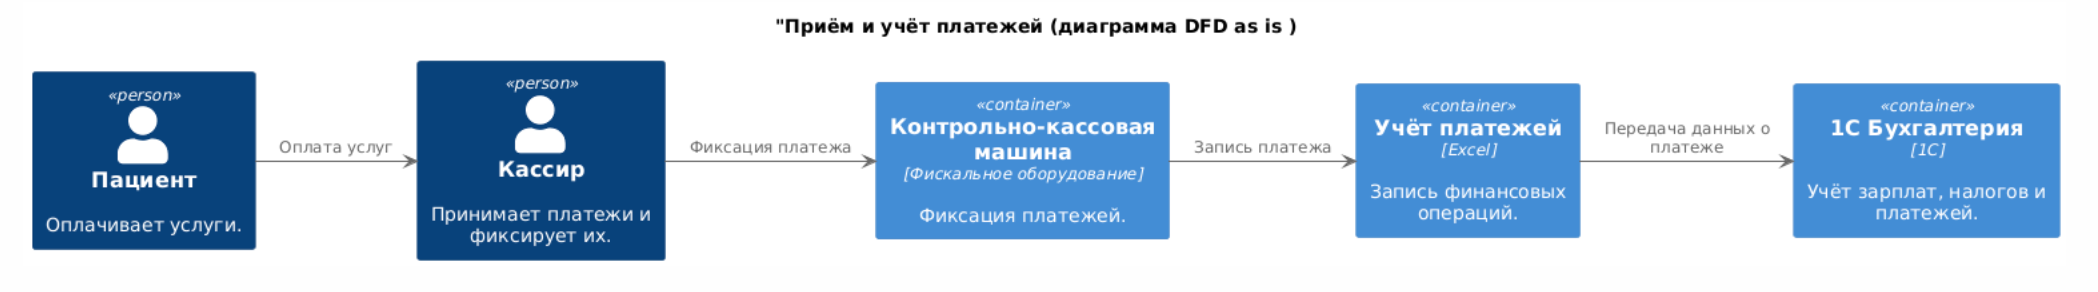 "Приём и учёт платежей (диаграмма DFD as is )
«person»
Пациент
Оплачивает услуги.
Оплата услуг
«person»
Кассир
Принимает платежи и
фиксирует их.
Фиксация платежа
«container»
Контрольно-кассовая
машина
[Фискальное оборудование]
Фиксация платежей.
Запись платежа
«container»
Учёт платежей
[Excel]
Запись финансовых
операций.
Передача данных о
платеже
«container»
1С Бухгалтерия
[1С]
Учёт зарплат, налогов и
платежей.